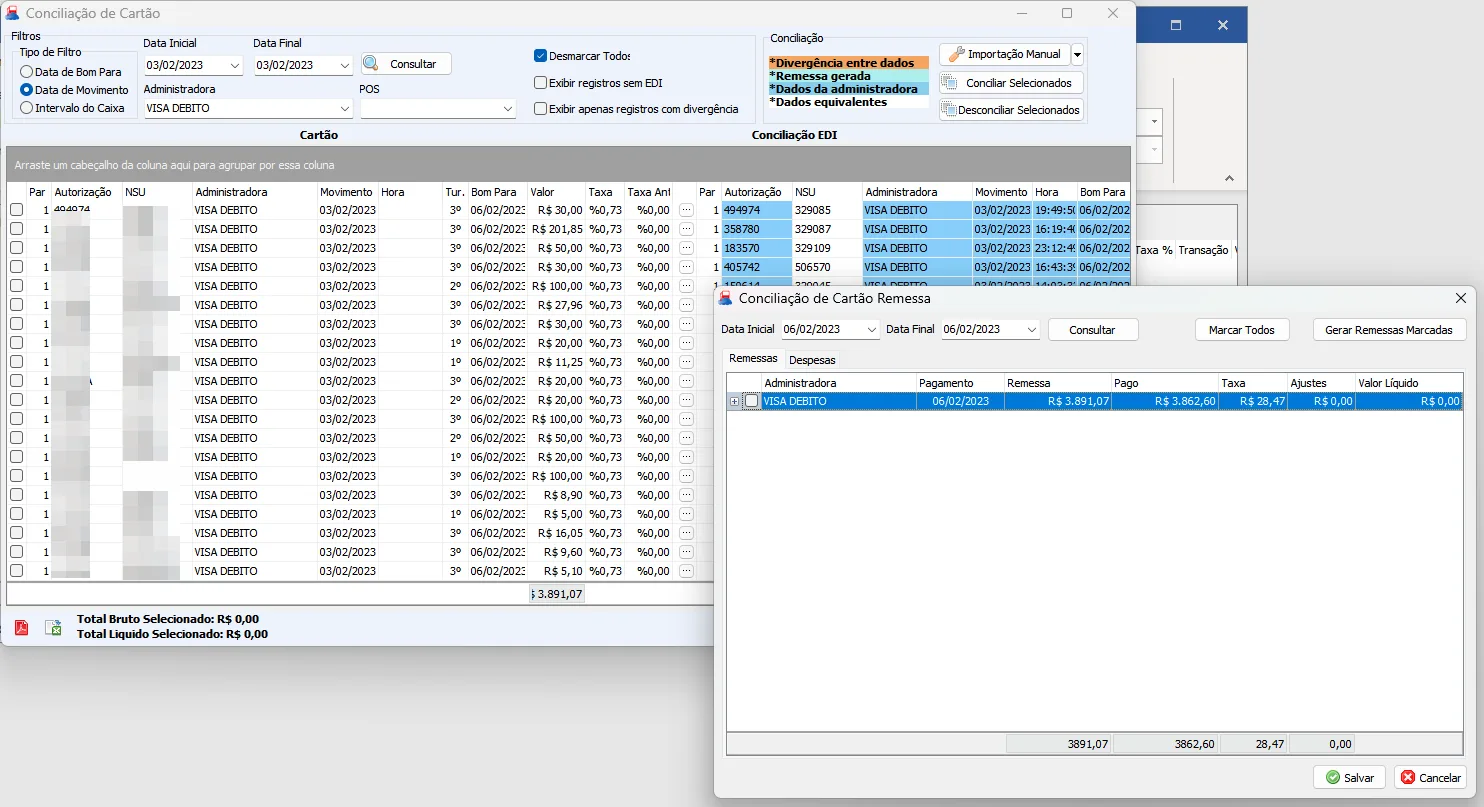 Conciliação de Cartão
Filtros
Tipo de Filtro
Data de Bom Para
Data de Movimento
Intervalo do Caixa
Data Inicial
03/02/2023
Data Final
03/02/2023
Consultar
Administradora
VISA DEBITO
POS
Desmarcar Todos
Exibir registros sem EDI
Exibir apenas registros com divergência
Conciliação
*Divergência entre dados
*Remessa gerada
*Dados da administradora
*Dados equivalentes
Importação Manual
Conciliar Selecionados
Desconciliar Selecionados
Cartão Conciliação EDI
Arraste um cabeçalho da coluna aqui para agrupar por essa coluna
Par Autorização NSU Administradora Movimento Hora Tur. Bom Para Valor Taxa Taxa Ant Par Autorização NSU Administradora Movimento Hora Bom Para
1 494974 VISA DEBITO 03/02/2023 3º 06/02/2023 R$ 30,00 %0,73 %0,00 ... 1 494974 329085 VISA DEBITO 03/02/2023 19:49:50 06/02/202
1 VISA DEBITO 03/02/2023 3º 06/02/2023 R$ 201,85 %0,73 %0,00 ... 1 358780 329087 VISA DEBITO 03/02/2023 16:19:40 06/02/202
1 VISA DEBITO 03/02/2023 3º 06/02/2023 R$ 50,00 %0,73 %0,00 ... 1 183570 329109 VISA DEBITO 03/02/2023 23:12:49 06/02/202
1 VISA DEBITO 03/02/2023 3º 06/02/2023 R$ 30,00 %0,73 %0,00 ... 1 405742 506570 VISA DEBITO 03/02/2023 16:43:39 06/02/202
1 VISA DEBITO 03/02/2023 2º 06/02/2023 R$ 100,00 %0,73 %0,00 ...
1 VISA DEBITO 03/02/2023 3º 06/02/2023 R$ 27,96 %0,73 %0,00 ...
1 VISA DEBITO 03/02/2023 3º 06/02/2023 R$ 30,00 %0,73 %0,00 ...
1 VISA DEBITO 03/02/2023 1º 06/02/2023 R$ 20,00 %0,73 %0,00 ...
1 VISA DEBITO 03/02/2023 1º 06/02/2023 R$ 11,25 %0,73 %0,00 ...
1 VISA DEBITO 03/02/2023 3º 06/02/2023 R$ 20,00 %0,73 %0,00 ...
1 VISA DEBITO 03/02/2023 2º 06/02/2023 R$ 20,00 %0,73 %0,00 ...
1 VISA DEBITO 03/02/2023 3º 06/02/2023 R$ 100,00 %0,73 %0,00 ...
1 VISA DEBITO 03/02/2023 2º 06/02/2023 R$ 50,00 %0,73 %0,00 ...
1 VISA DEBITO 03/02/2023 1º 06/02/2023 R$ 20,00 %0,73 %0,00 ...
1 VISA DEBITO 03/02/2023 3º 06/02/2023 R$ 100,00 %0,73 %0,00 ...
1 VISA DEBITO 03/02/2023 3º 06/02/2023 R$ 8,90 %0,73 %0,00 ...
1 VISA DEBITO 03/02/2023 1º 06/02/2023 R$ 5,00 %0,73 %0,00 ...
1 VISA DEBITO 03/02/2023 3º 06/02/2023 R$ 16,05 %0,73 %0,00 ...
1 VISA DEBITO 03/02/2023 3º 06/02/2023 R$ 9,60 %0,73 %0,00 ...
1 VISA DEBITO 03/02/2023 3º 06/02/2023 R$ 5,10 %0,73 %0,00 ...
$ 3.891,07
Total Bruto Selecionado: R$ 0,00
Total Liquido Selecionado: R$ 0,00
Taxa % Transação
Conciliação de Cartão Remessa
Data Inicial 06/02/2023 Data Final 06/02/2023 Consultar Marcar Todos Gerar Remessas Marcadas
Remessas Despesas
Administradora Pagamento Remessa Pago Taxa Ajustes Valor Líquido
VISA DEBITO 06/02/2023 R$ 3.891,07 R$ 3.862,60 R$ 28,47 R$ 0,00 R$ 0,00
3891,07 3862,60 28,47 0,00
Salvar Cancelar